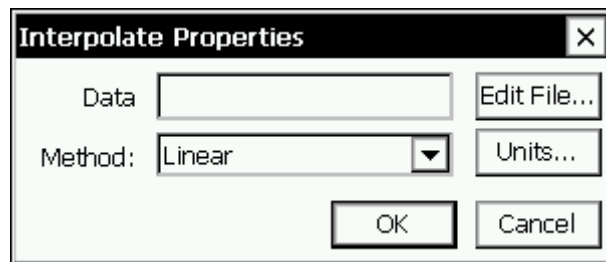 Interpolate Properties
Data
Edit File...
Method: Linear
Units...
OK
Cancel